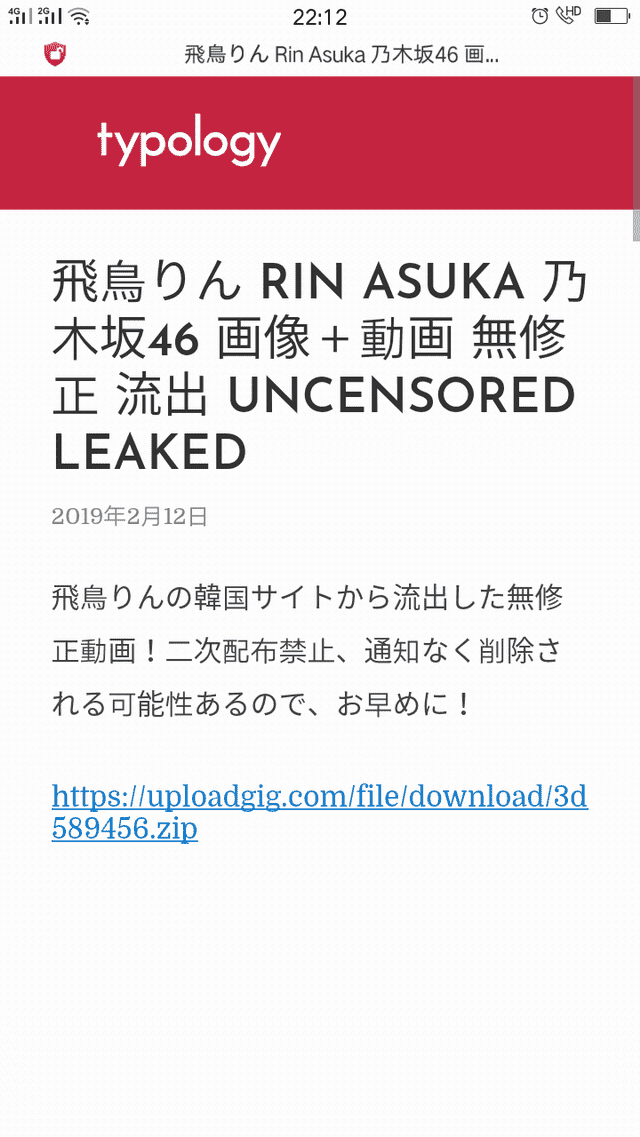 4G 2G 22:12 HD
飛鳥りん Rin Asuka 乃木坂46 画...
typology
飛鳥りん RIN ASUKA 乃
木坂46 画像＋動画 無修
正 流出 UNCENSORED
LEAKED
2019年2月12日
飛鳥りんの韓国サイトから流出した無修
正動画！二次配布禁止、通知なく削除さ
れる可能性あるので、お早めに！
https://uploadgig.com/file/download/3d
589456.zip